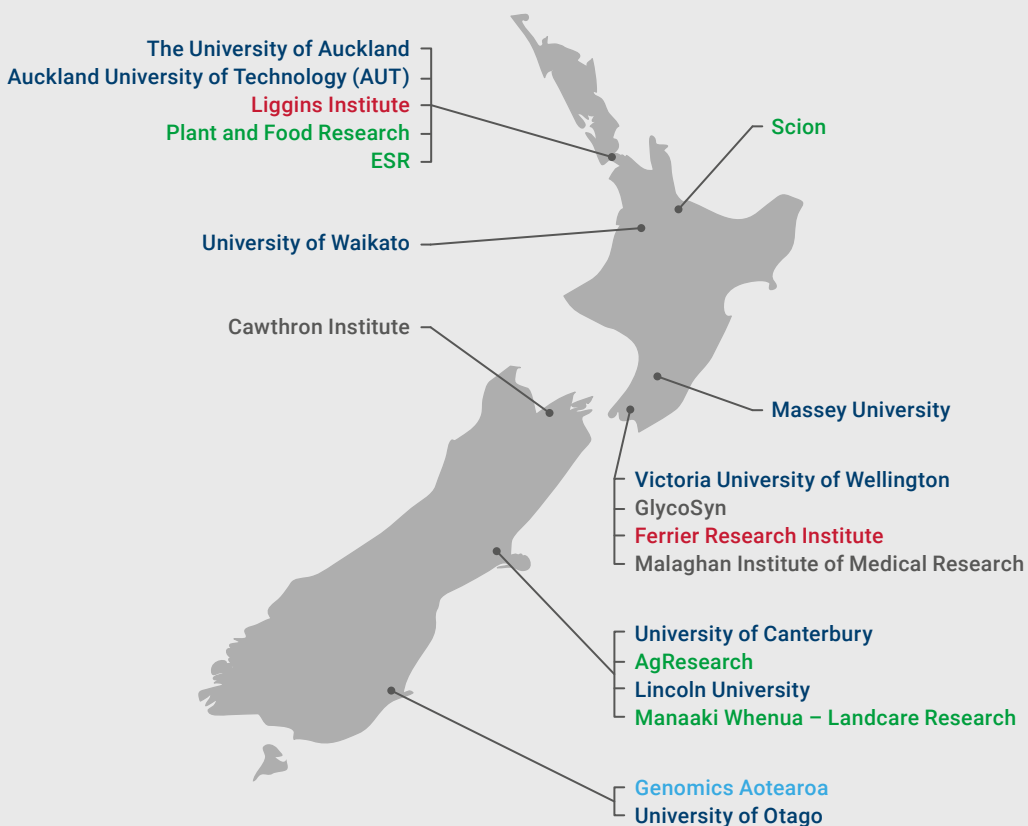 The University of Auckland
Auckland University of Technology (AUT)
Liggins Institute
Plant and Food Research
ESR
Scion
University of Waikato
Cawthron Institute
Massey University
Victoria University of Wellington
GlycoSyn
Ferrier Research Institute
Malaghan Institute of Medical Research
University of Canterbury
AgResearch
Lincoln University
Manaaki Whenua – Landcare Research
Genomics Aotearoa
University of Otago